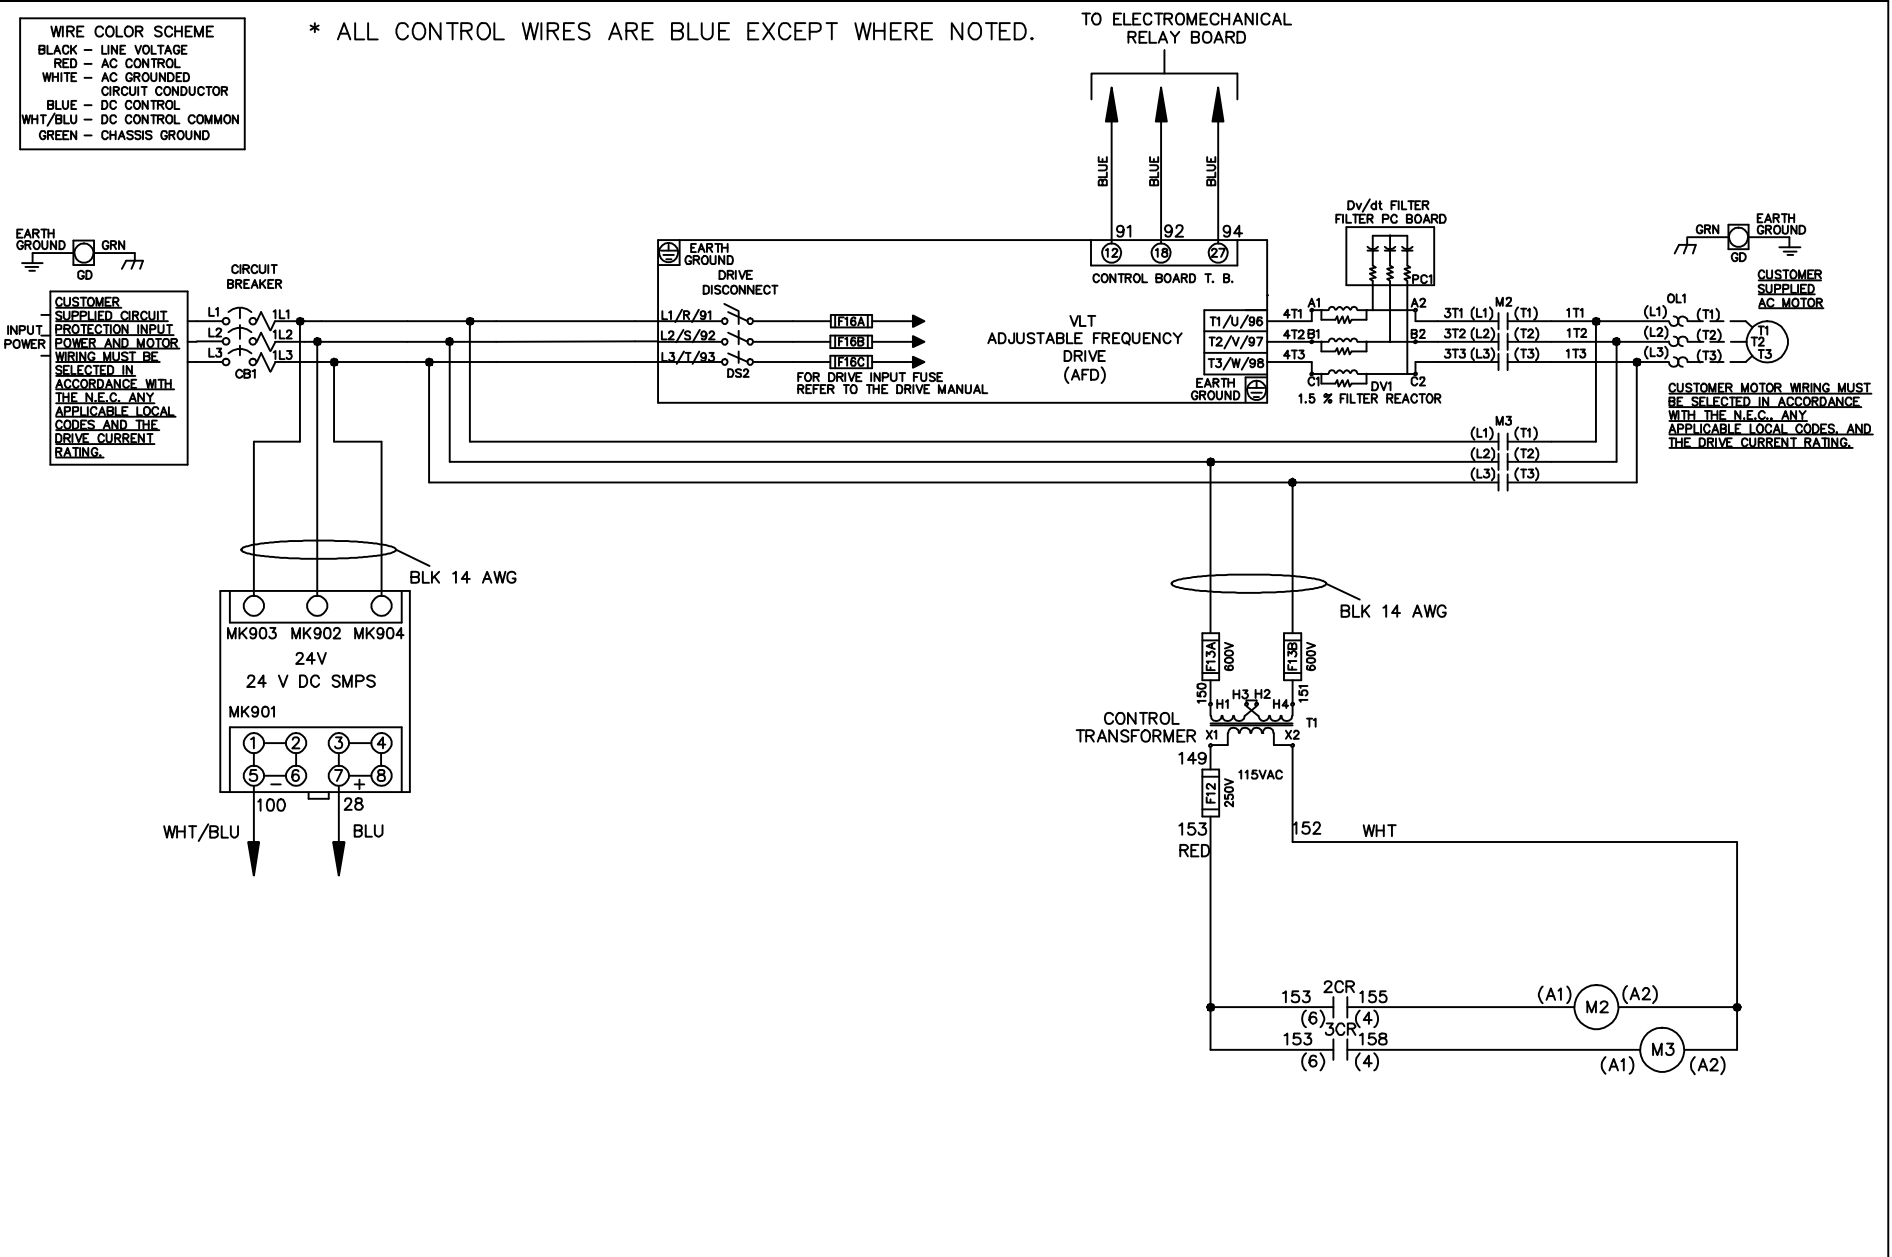 WIRE COLOR SCHEME
BLACK – LINE VOLTAGE
RED – AC CONTROL
WHITE – AC GROUNDED
CIRCUIT CONDUCTOR
BLUE – DC CONTROL
WHT/BLU – DC CONTROL COMMON
GREEN – CHASSIS GROUND
* ALL CONTROL WIRES ARE BLUE EXCEPT WHERE NOTED.
TO ELECTROMECHANICAL
RELAY BOARD
BLUE
BLUE
BLUE
91
92
94
12
18
27
CONTROL BOARD T. B.
EARTH
GROUND
GRN
GD
INPUT
POWER
CUSTOMER
SUPPLIED CIRCUIT
PROTECTION INPUT
POWER AND MOTOR
WIRING MUST BE
SELECTED IN
ACCORDANCE WITH
THE N.E.C. ANY
APPLICABLE LOCAL
CODES AND THE
DRIVE CURRENT
RATING.
CIRCUIT
BREAKER
L1
1L1
L2
1L2
L3
1L3
CB1
EARTH
GROUND
DRIVE
DISCONNECT
L1/R/91
L2/S/92
L3/T/93
DS2
F16A
F16B
F16C
FOR DRIVE INPUT FUSE
REFER TO THE DRIVE MANUAL
VLT
ADJUSTABLE FREQUENCY
DRIVE
(AFD)
T1/U/96
T2/V/97
T3/W/98
EARTH
GROUND
4T1
4T2
4T3
A1
B1
C1
Dv/dt FILTER
FILTER PC BOARD
PC1
A2
B2
C2
DV1
1.5 % FILTER REACTOR
M2
3T1 (L1) (T1) 1T1
3T2 (L2) (T2) 1T2
3T3 (L3) (T3) 1T3
OL1
(L1) (T1)
(L2) (T2)
(L3) (T3)
T1
T2
T3
GRN
GD
EARTH
GROUND
CUSTOMER
SUPPLIED
AC MOTOR
CUSTOMER MOTOR WIRING MUST
BE SELECTED IN ACCORDANCE
WITH THE N.E.C., ANY
APPLICABLE LOCAL CODES, AND
THE DRIVE CURRENT RATING.
M3
(L1) (T1)
(L2) (T2)
(L3) (T3)
BLK 14 AWG
MK903 MK902 MK904
24V
24 V DC SMPS
MK901
1 2 3 4
5 – 6 7 + 8
100
28
WHT/BLU
BLU
BLK 14 AWG
F13A
600V
F13B
600V
150
151
H1 H3 H2 H4
T1
CONTROL
TRANSFORMER
X1 X2
149
115VAC
F12
250V
153
RED
152
WHT
2CR
153 155
(6) (4)
(A1) M2 (A2)
3CR
153 158
(6) (4)
(A1) M3 (A2)